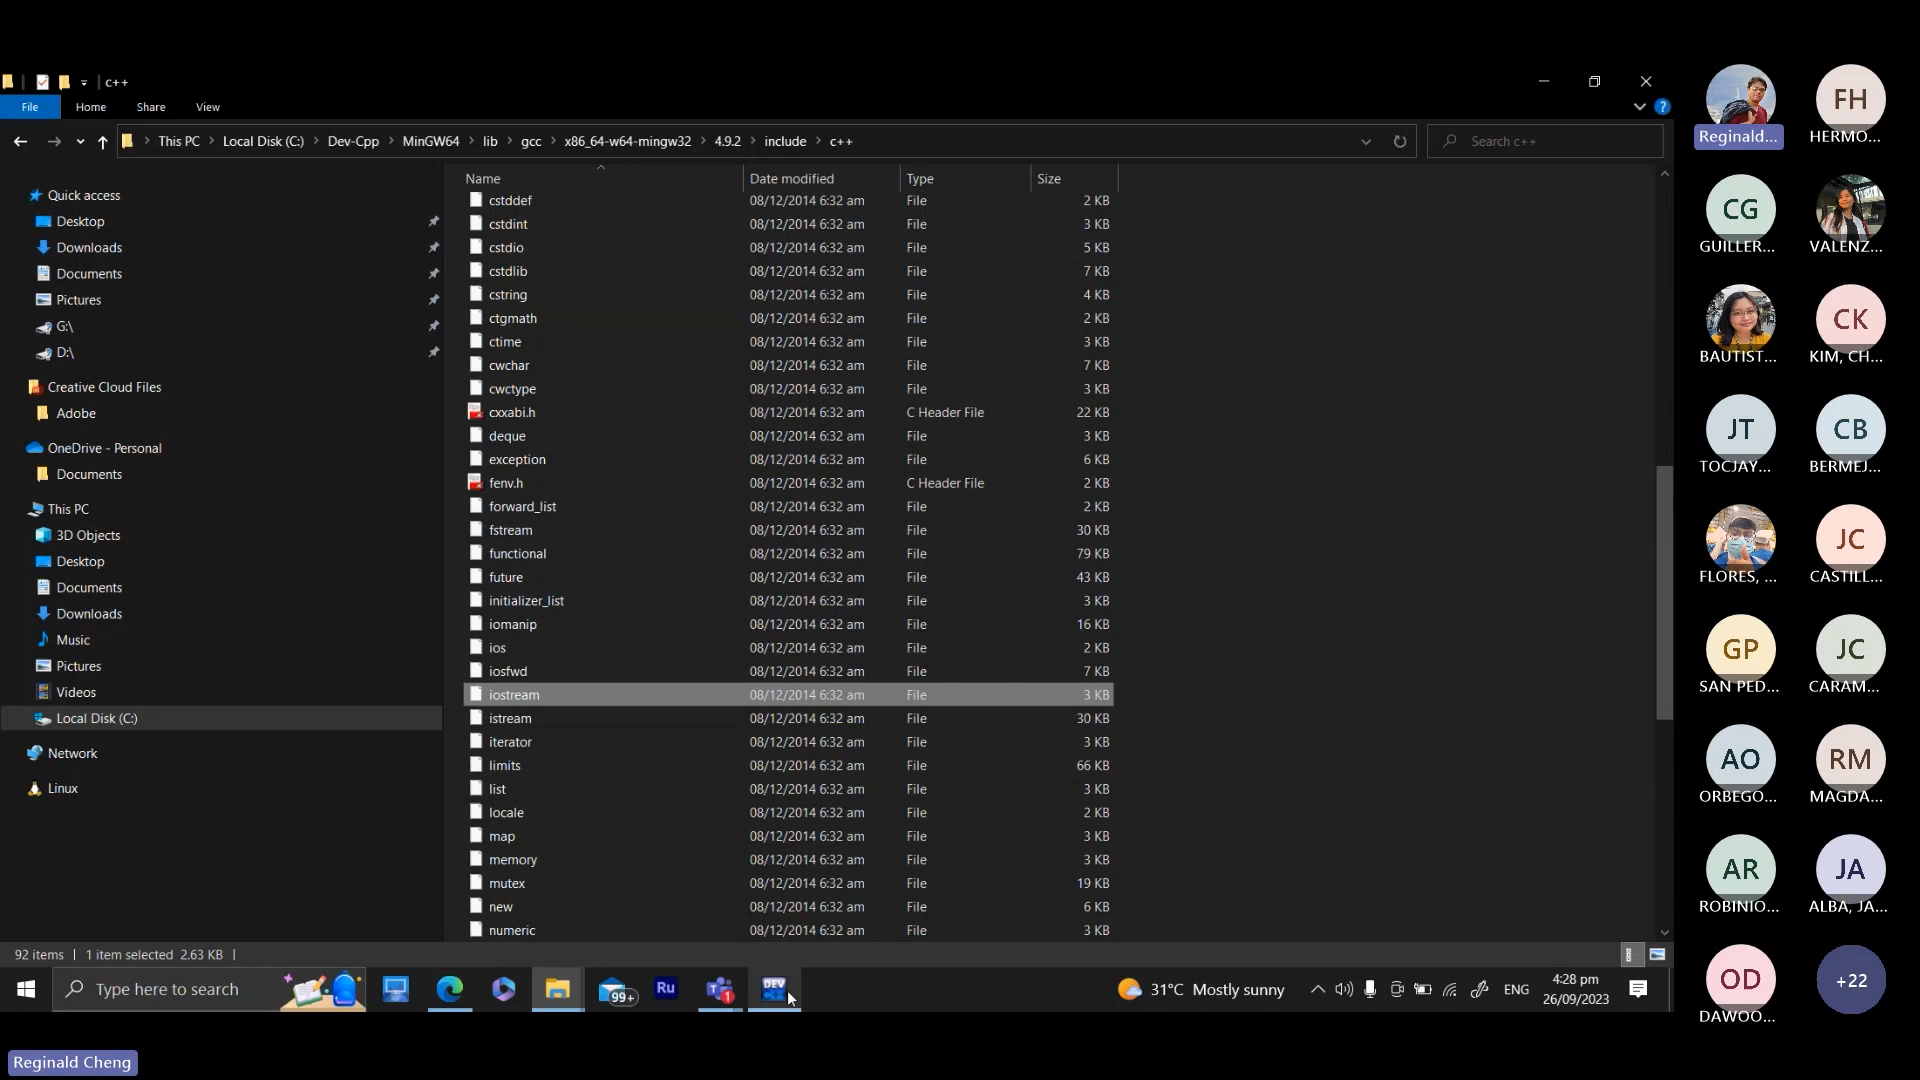 c++
File Home Share View
This PC Local Disk (C:) Dev-Cpp MinGW64 lib gcc x86_64-w64-mingw32 4.9.2 include c++
Search c++
Quick access
Desktop
Downloads
Documents
Pictures
G:\
D:\
Creative Cloud Files
Adobe
OneDrive - Personal
Documents
This PC
3D Objects
Desktop
Documents
Downloads
Music
Pictures
Videos
Local Disk (C:)
Network
Linux
Name Date modified Type Size
cstddef 08/12/2014 6:32 am File 2 KB
cstdint 08/12/2014 6:32 am File 3 KB
cstdio 08/12/2014 6:32 am File 5 KB
cstdlib 08/12/2014 6:32 am File 7 KB
cstring 08/12/2014 6:32 am File 4 KB
ctgmath 08/12/2014 6:32 am File 2 KB
ctime 08/12/2014 6:32 am File 3 KB
cwchar 08/12/2014 6:32 am File 7 KB
cwctype 08/12/2014 6:32 am File 3 KB
cxxabi.h 08/12/2014 6:32 am C Header File 22 KB
deque 08/12/2014 6:32 am File 3 KB
exception 08/12/2014 6:32 am File 6 KB
fenv.h 08/12/2014 6:32 am C Header File 2 KB
forward_list 08/12/2014 6:32 am File 2 KB
fstream 08/12/2014 6:32 am File 30 KB
functional 08/12/2014 6:32 am File 79 KB
future 08/12/2014 6:32 am File 43 KB
initializer_list 08/12/2014 6:32 am File 3 KB
iomanip 08/12/2014 6:32 am File 16 KB
ios 08/12/2014 6:32 am File 2 KB
iosfwd 08/12/2014 6:32 am File 7 KB
iostream 08/12/2014 6:32 am File 3 KB
istream 08/12/2014 6:32 am File 30 KB
iterator 08/12/2014 6:32 am File 3 KB
limits 08/12/2014 6:32 am File 66 KB
list 08/12/2014 6:32 am File 3 KB
locale 08/12/2014 6:32 am File 2 KB
map 08/12/2014 6:32 am File 3 KB
memory 08/12/2014 6:32 am File 3 KB
mutex 08/12/2014 6:32 am File 19 KB
new 08/12/2014 6:32 am File 6 KB
numeric 08/12/2014 6:32 am File 3 KB
92 items 1 item selected 2.63 KB
Type here to search
99+
Ru
T 1
DEV
31°C Mostly sunny
ENG
4:28 pm
26/09/2023
Reginald Cheng
FH
Reginald... HERMO...
CG
GUILLER... VALENZ...
CK
BAUTIST... KIM, CH...
JT CB
TOCJAY... BERMEJ...
JC
FLORES, ... CASTILL...
GP JC
SAN PED... CARAM...
AO RM
ORBEGO... MAGDA...
AR JA
ROBINIO... ALBA, JA...
OD +22
DAWOO...